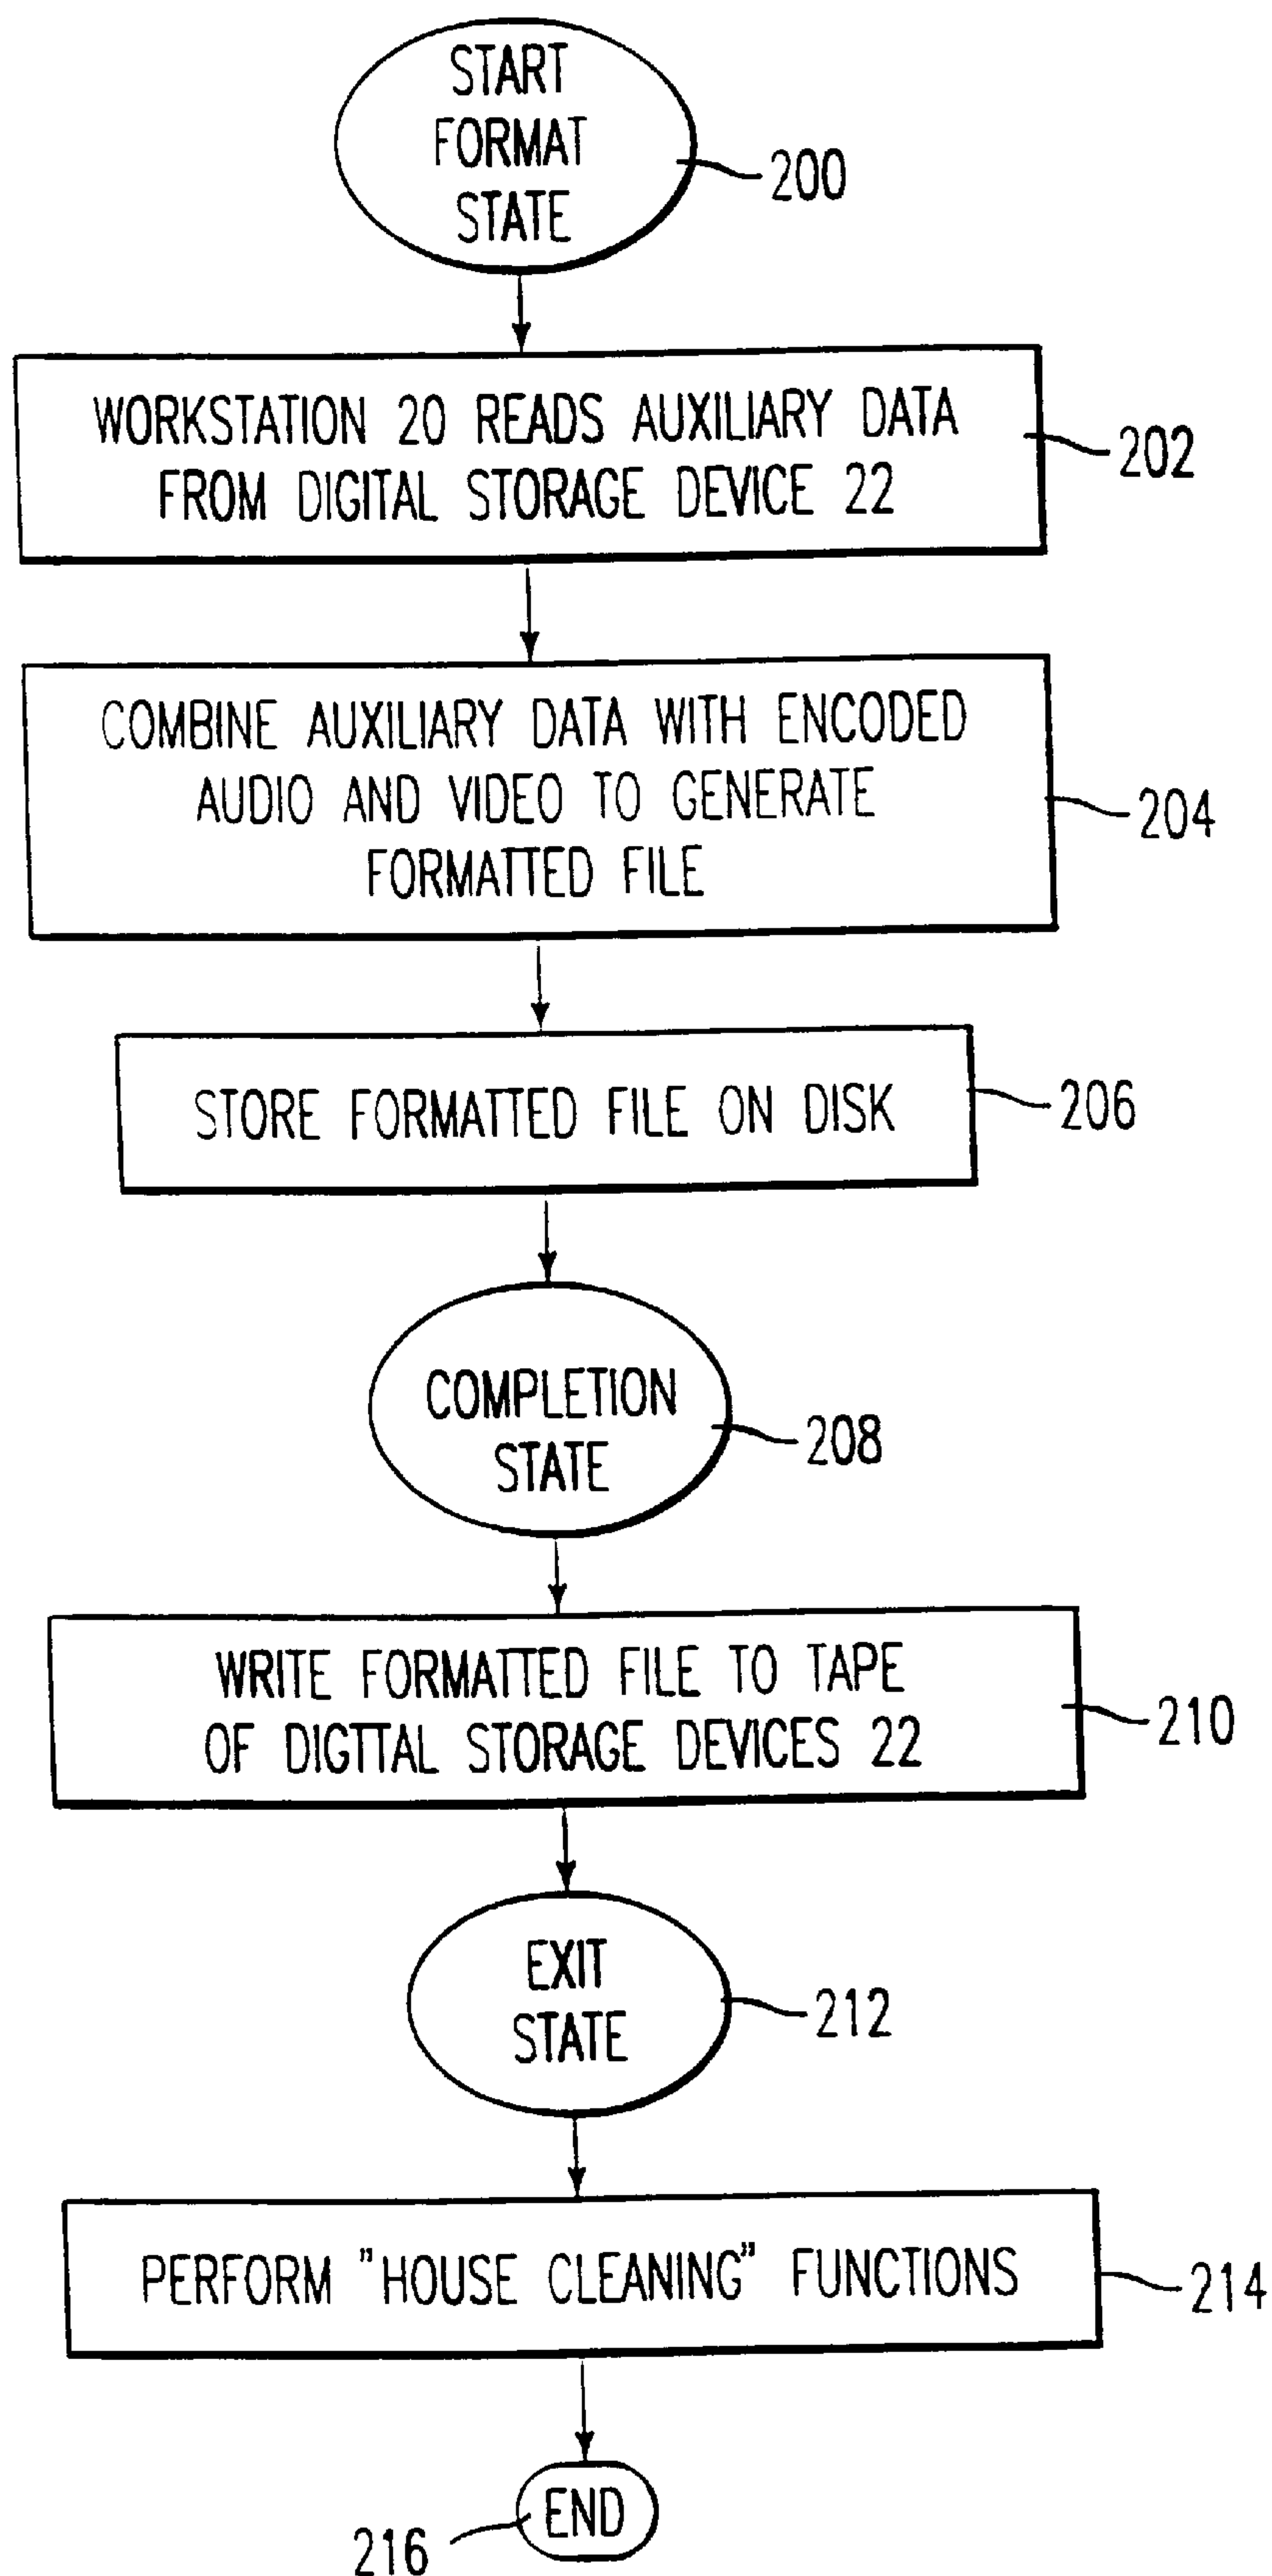 START
FORMAT
STATE
200
WORKSTATION 20 READS AUXILIARY DATA
FROM DIGITAL STORAGE DEVICE 22
202
COMBINE AUXILIARY DATA WITH ENCODED
AUDIO AND VIDEO TO GENERATE
FORMATTED FILE
204
STORE FORMATTED FILE ON DISK
206
COMPLETION
STATE
208
WRITE FORMATTED FILE TO TAPE
OF DIGTTAL STORAGE DEVICES 22
210
EXIT
STATE
212
PERFORM "HOUSE CLEANING" FUNCTIONS
214
END
216